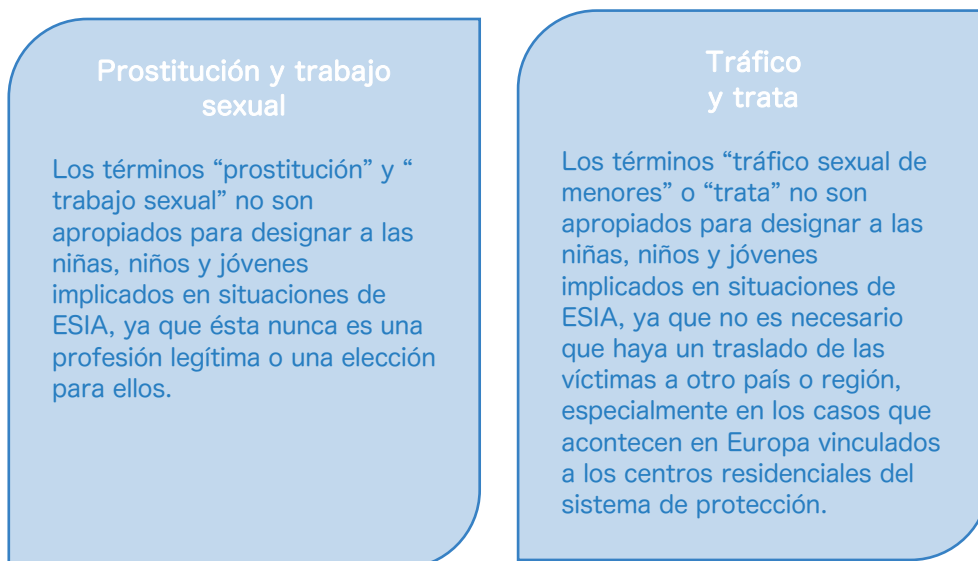 Prostitución y trabajo
sexual
Los términos “prostitución” y “
trabajo sexual” no son
apropiados para designar a las
niñas, niños y jóvenes
implicados en situaciones de
ESIA, ya que ésta nunca es una
profesión legítima o una elección
para ellos.
Tráfico
y trata
Los términos “tráfico sexual de
menores” o “trata” no son
apropiados para designar a las
niñas, niños y jóvenes
implicados en situaciones de
ESIA, ya que no es necesario
que haya un traslado de las
víctimas a otro país o región,
especialmente en los casos que
acontecen en Europa vinculados
a los centros residenciales del
sistema de protección.